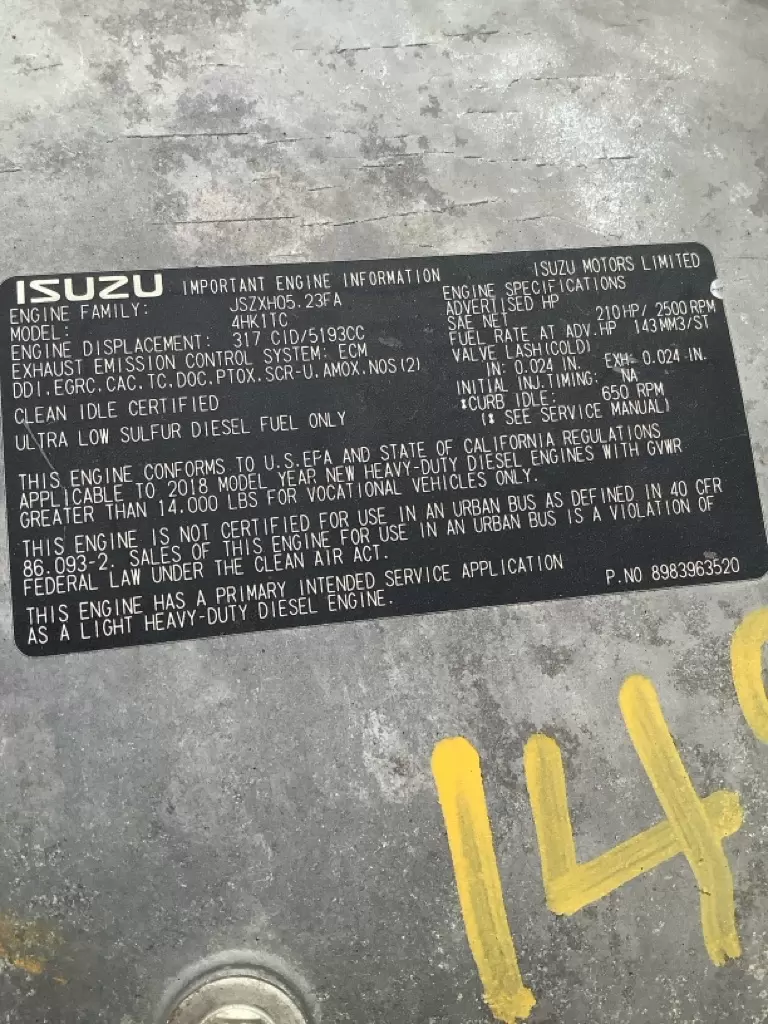 ISUZU IMPORTANT ENGINE INFORMATION ISUZU MOTORS LIMITED
ENGINE FAMILY: JSZXH05.23FA
MODEL: 4HK1TC
ENGINE DISPLACEMENT: 317 CID/5193CC
EXHAUST EMISSION CONTROL SYSTEM: ECM
DDI.EGRC.CAC.TC.DOC.PTOX.SCR-U.AMOX.NOS(2)
CLEAN IDLE CERTIFIED
ULTRA LOW SULFUR DIESEL FUEL ONLY
ENGINE SPECIFICATIONS
ADVERTISED HP
SAE NET 210HP/ 2500RPM
FUEL RATE AT ADV.HP 143MM3/ST
VALVE LASH(COLD)
IN: 0.024 IN. EXH: 0.024 IN.
INITIAL INJ.TIMING: NA
*CURB IDLE: 650 RPM
(* SEE SERVICE MANUAL)
THIS ENGINE CONFORMS TO U.S.EPA AND STATE OF CALIFORNIA REGULATIONS
APPLICABLE TO 2018 MODEL YEAR NEW HEAVY-DUTY DIESEL ENGINES WITH GVWR
GREATER THAN 14.000 LBS FOR VOCATIONAL VEHICLES ONLY.
THIS ENGINE IS NOT CERTIFIED FOR USE IN AN URBAN BUS AS DEFINED IN 40 CFR
86.093-2. SALES OF THIS ENGINE FOR USE IN AN URBAN BUS IS A VIOLATION OF
FEDERAL LAW UNDER THE CLEAN AIR ACT.
THIS ENGINE HAS A PRIMARY INTENDED SERVICE APPLICATION
AS A LIGHT HEAVY-DUTY DIESEL ENGINE.
P.NO 8983963520
14